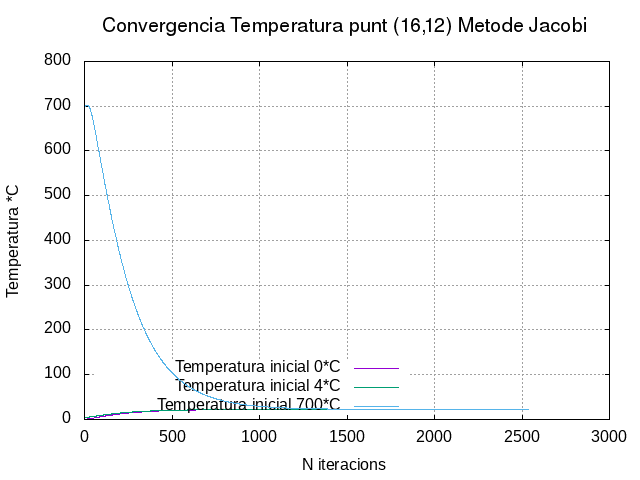 Convergencia Temperatura punt (16,12) Metode Jacobi
800
700
600
500
400
300
200
100
0
Temperatura *C
Temperatura inicial 0*C
Temperatura inicial 4*C
Temperatura inicial 700*C
0 500 1000 1500 2000 2500 3000
N iteracions